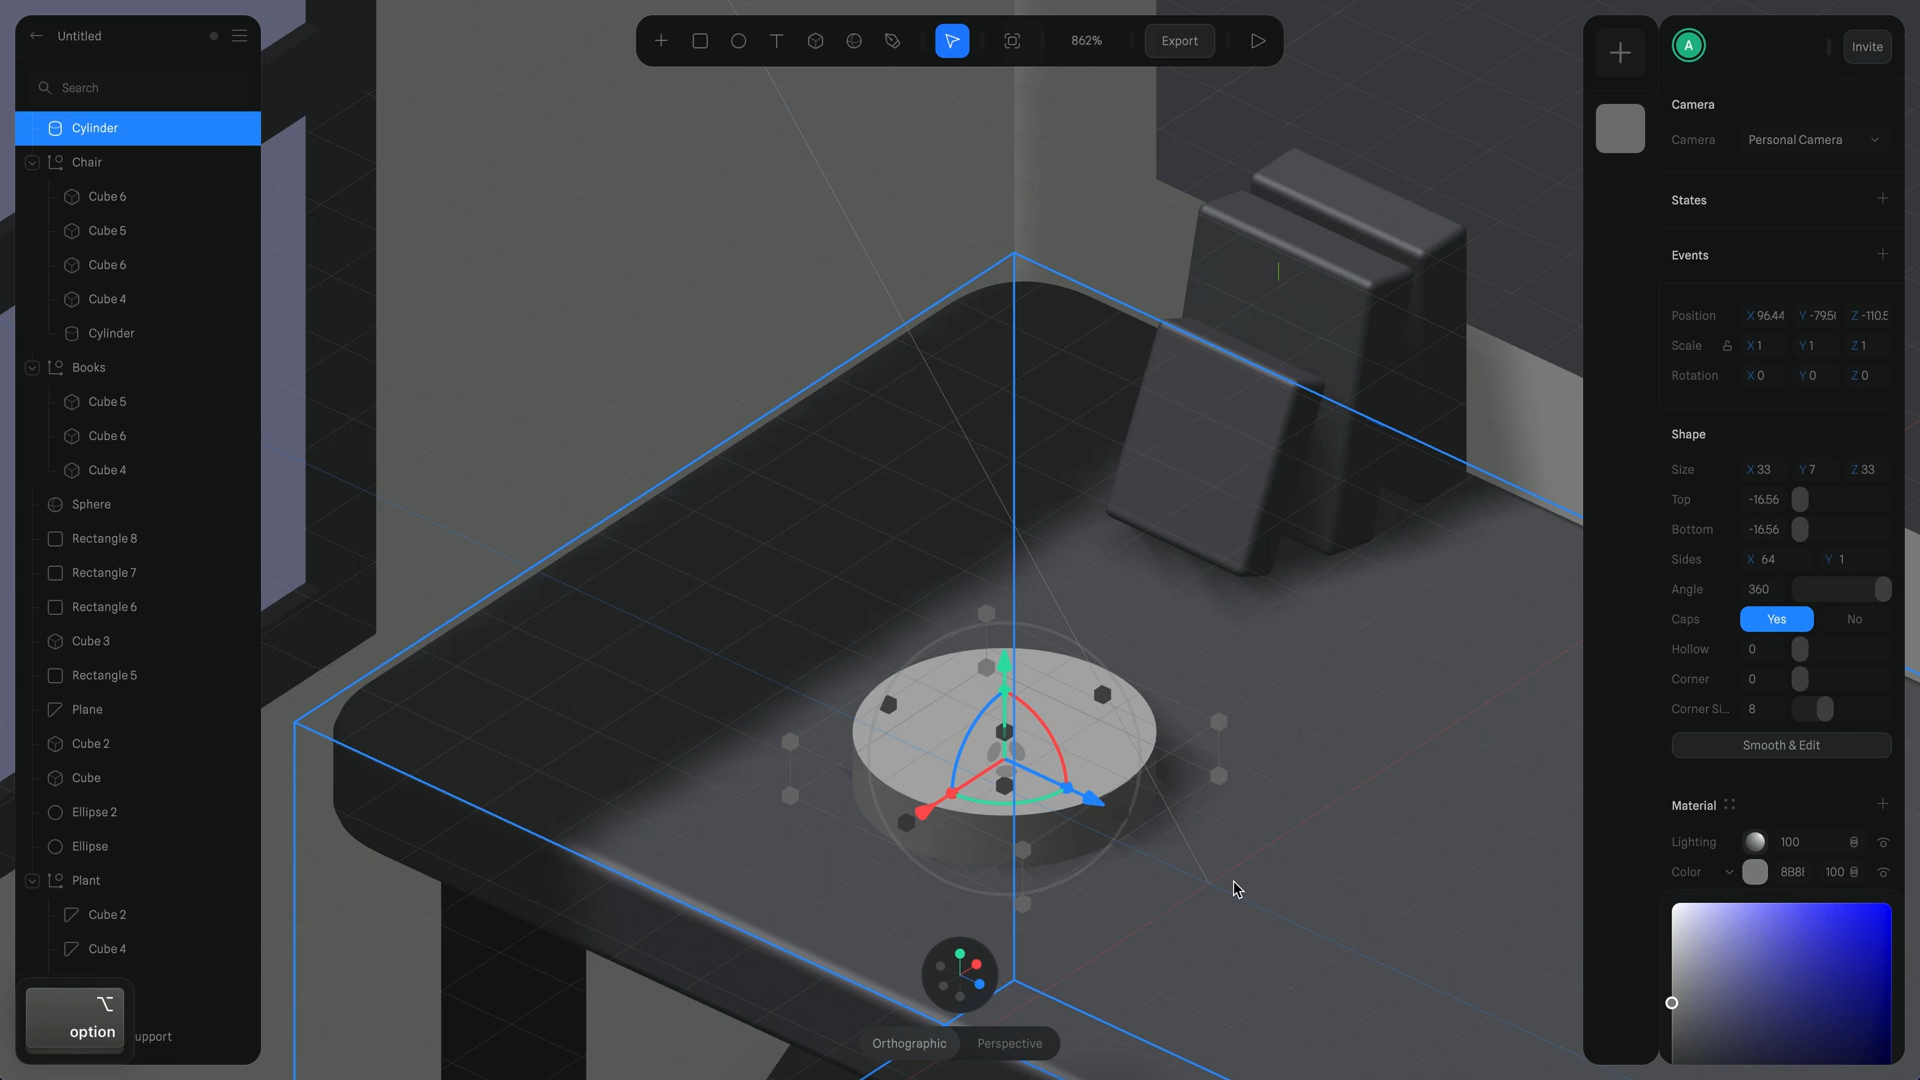 Untitled
Search
Cylinder
Chair
Cube 6
Cube 5
Cube 6
Cube 4
Cylinder
Books
Cube 5
Cube 6
Cube 4
Sphere
Rectangle 8
Rectangle 7
Rectangle 6
Cube 3
Rectangle 5
Plane
Cube 2
Cube
Ellipse 2
Ellipse
Plant
Cube 2
Cube 4
option
upport
862%
Export
Orthographic
Perspective
A
Invite
Camera
Camera Personal Camera
States
Events
Position X 96.44 Y -79.50 Z -110.5
Scale X 1 Y 1 Z 1
Rotation X 0 Y 0 Z 0
Shape
Size X 33 Y 7 Z 33
Top -16.56
Bottom -16.56
Sides X 64 Y 1
Angle 360
Caps Yes No
Hollow 0
Corner 0
Corner Si... 8
Smooth & Edit
Material
Lighting 100
Color 8B8 100